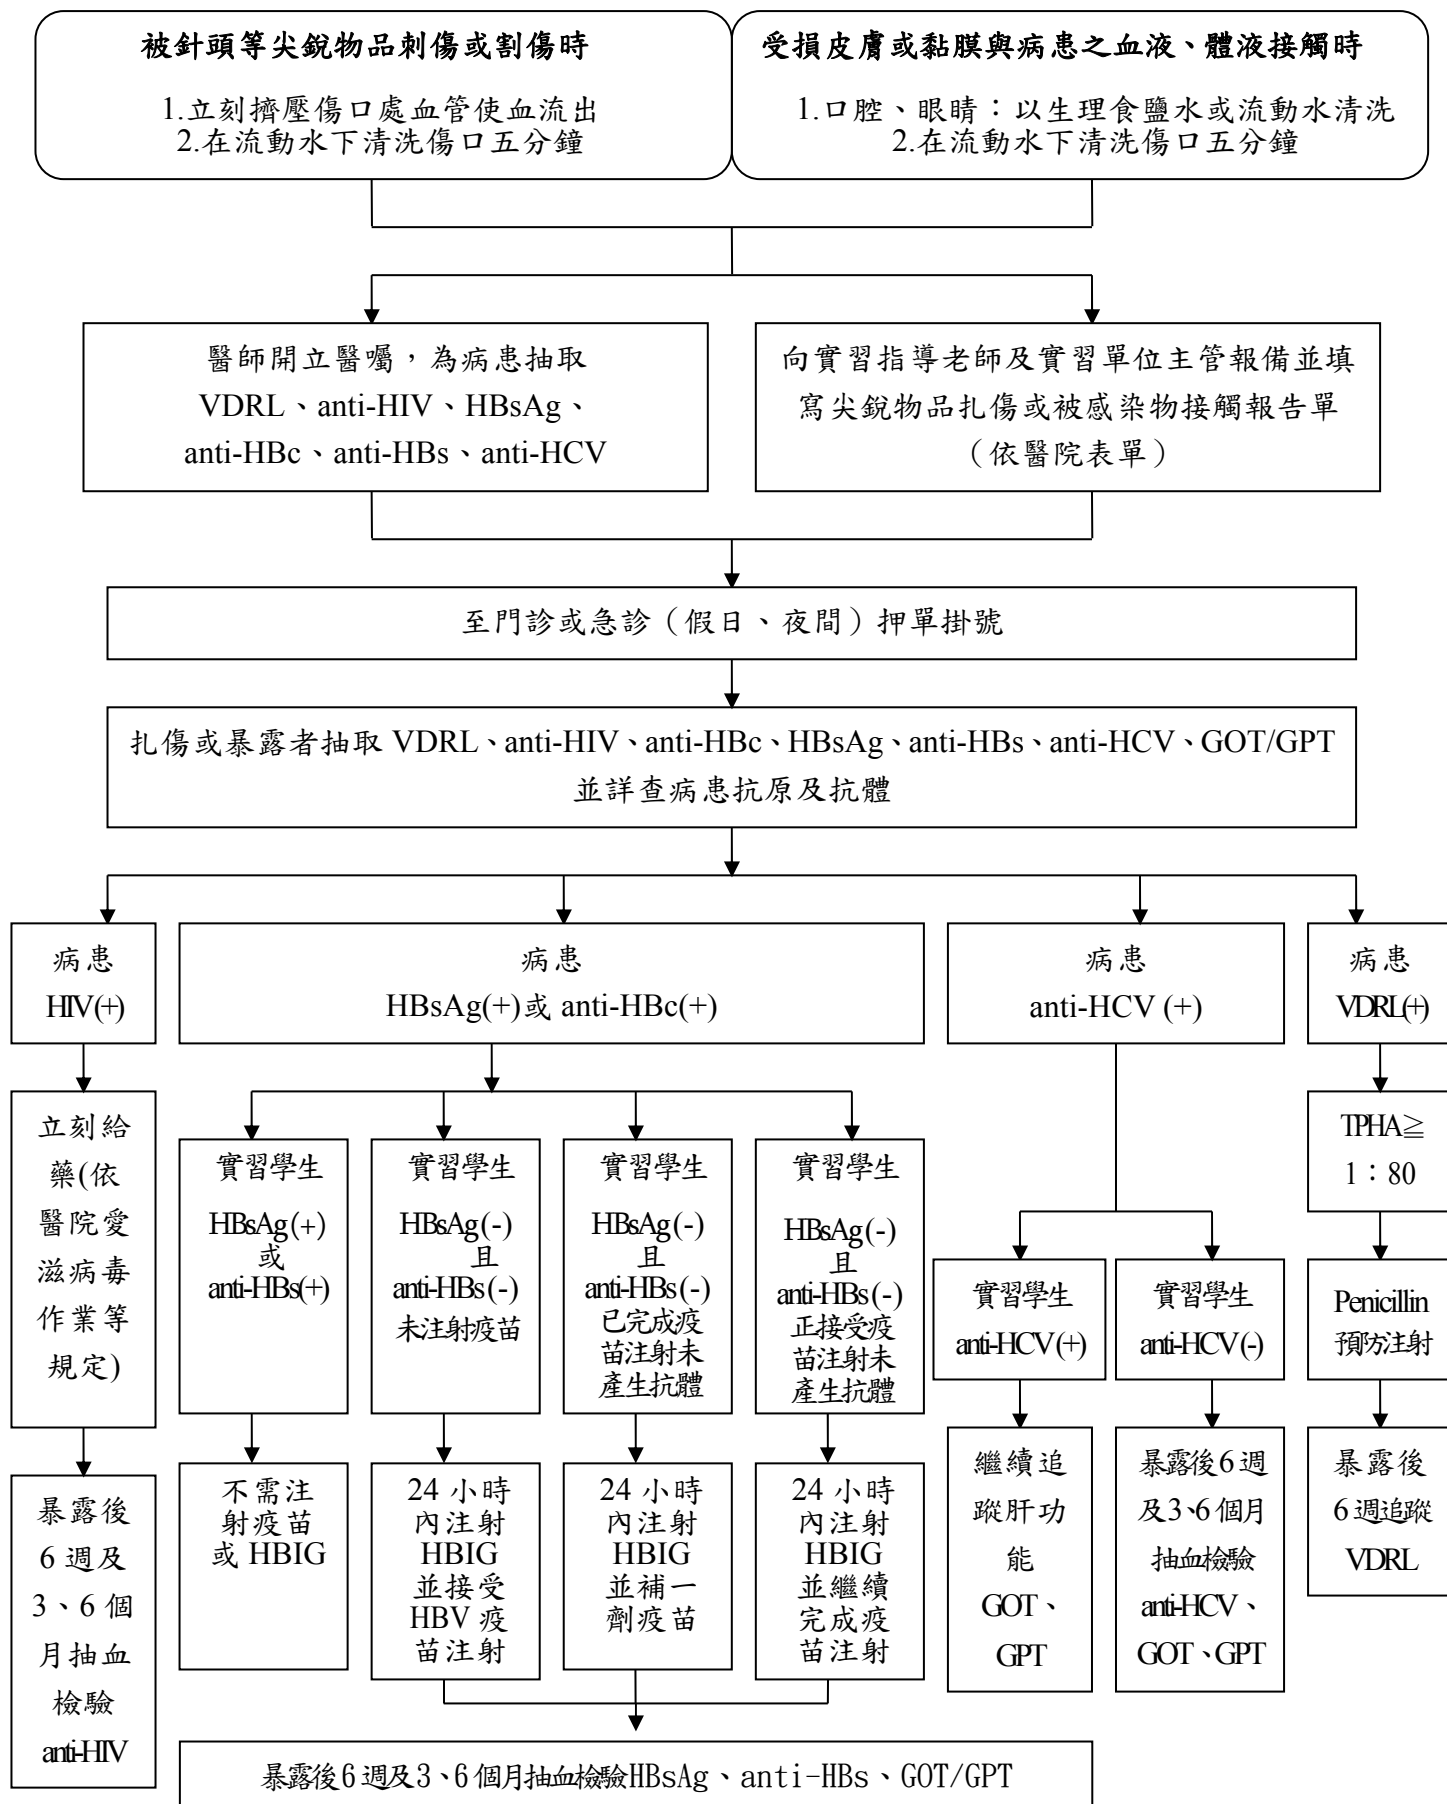 被針頭等尖銳物品刺傷或割傷時
1.立刻擠壓傷口處血管使血流出
2.在流動水下清洗傷口五分鐘
受損皮膚或黏膜與病患之血液、體液接觸時
1.口腔、眼睛：以生理食鹽水或流動水清洗
2.在流動水下清洗傷口五分鐘
醫師開立醫囑，為病患抽取
VDRL、anti-HIV、HBsAg、
anti-HBc、anti-HBs、anti-HCV
向實習指導老師及實習單位主管報備並填
寫尖銳物品扎傷或被感染物接觸報告單
（依醫院表單）
至門診或急診（假日、夜間）押單掛號
扎傷或暴露者抽取 VDRL、anti-HIV、anti-HBc、HBsAg、anti-HBs、anti-HCV、GOT/GPT
並詳查病患抗原及抗體
病患
HIV(+)
病患
HBsAg(+)或 anti-HBc(+)
病患
anti-HCV (+)
病患
VDRL(+)
立刻給
藥(依
醫院愛
滋病毒
作業等
規定)
實習學生
HBsAg(+)
或
anti-HBs(+)
實習學生
HBsAg(-)
且
anti-HBs(-)
未注射疫苗
實習學生
HBsAg(-)
且
anti-HBs(-)
已完成疫
苗注射未
產生抗體
實習學生
HBsAg(-)
且
anti-HBs(-)
正接受疫
苗注射未
產生抗體
實習學生
anti-HCV(+)
實習學生
anti-HCV(-)
TPHA≧
1：80
Penicillin
預防注射
暴露後
6 週及
3、6 個
月抽血
檢驗
anti-HIV
不需注
射疫苗
或 HBIG
24 小時
內注射
HBIG
並接受
HBV 疫
苗注射
24 小時
內注射
HBIG
並補一
劑疫苗
24 小時
內注射
HBIG
並繼續
完成疫
苗注射
繼續追
蹤肝功
能
GOT、
GPT
暴露後6 週
及3、6 個月
抽血檢驗
anti-HCV、
GOT、GPT
暴露後
6 週追蹤
VDRL
暴露後6 週及3、6 個月抽血檢驗HBsAg、anti-HBs、GOT/GPT